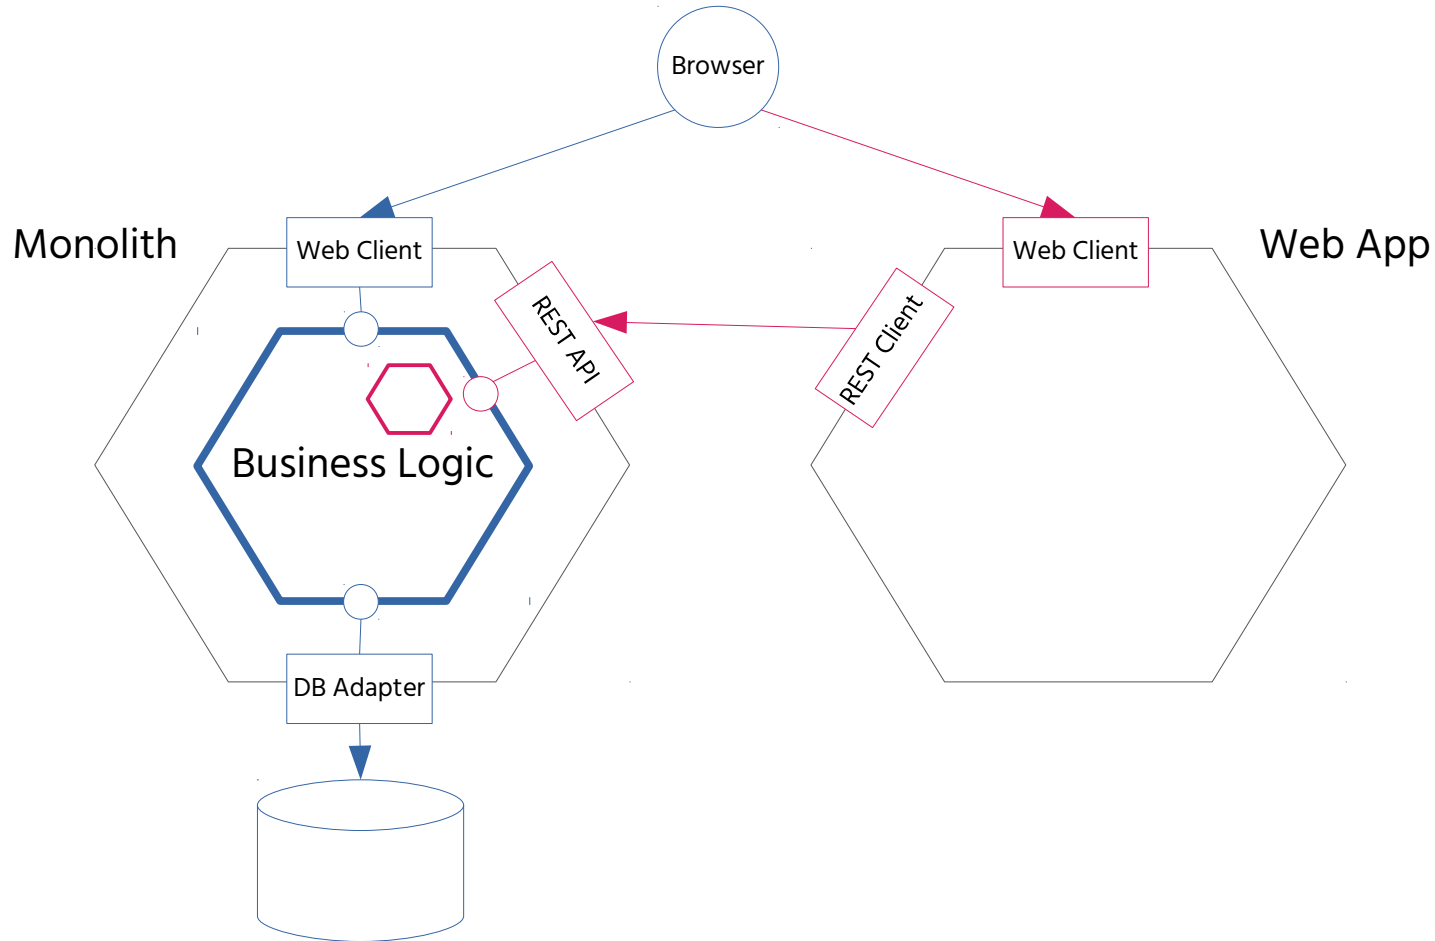 Browser
Monolith
Web Client
Web Client
Web App
REST API
REST Client
Business Logic
DB Adapter